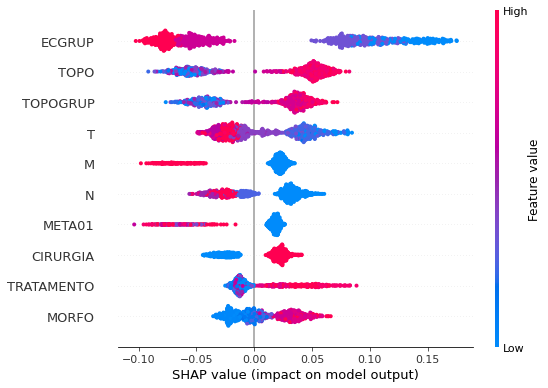 High
ECGRUP
TOPO
TOPOGRUP
T
M
N
META01
CIRURGIA
TRATAMENTO
MORFO
Feature value
Low
−0.10 −0.05 0.00 0.05 0.10 0.15
SHAP value (impact on model output)